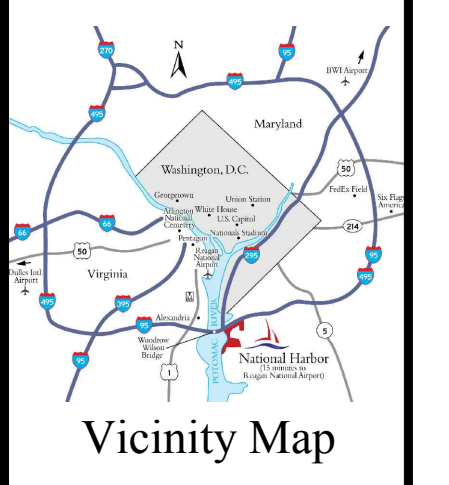 270
N
95
495
BWI Airport
495
Maryland
50
Washington, D.C.
FedEx Field
Six Flags
America
Georgetown
Union Station
Arlington
National
Cemetery
White House
U.S. Capitol
214
66
66
Nationals Stadium
Pentagon
50
Reagan
National
Airport
295
95
Dulles Intl.
Airport
Virginia
495
M
495
395
95
Alexandria
POTOMAC RIVER
5
Woodrow
Wilson
Bridge
National Harbor
(15 minutes to
Reagan National Airport)
95
1
Vicinity Map